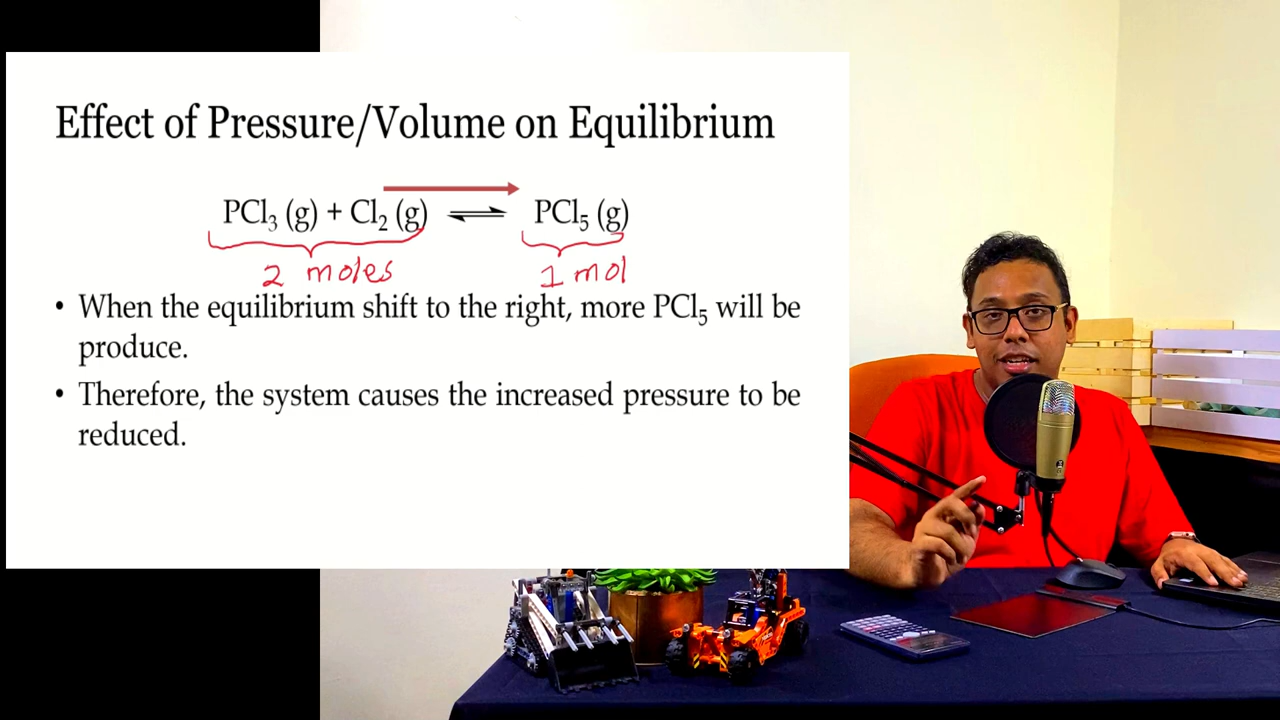 Effect of Pressure/Volume on Equilibrium
PCl₃ (g) + Cl₂ (g) ⇌ PCl₅ (g)
2 moles 1 mol
• When the equilibrium shift to the right, more PCl₅ will be
produce.
• Therefore, the system causes the increased pressure to be
reduced.